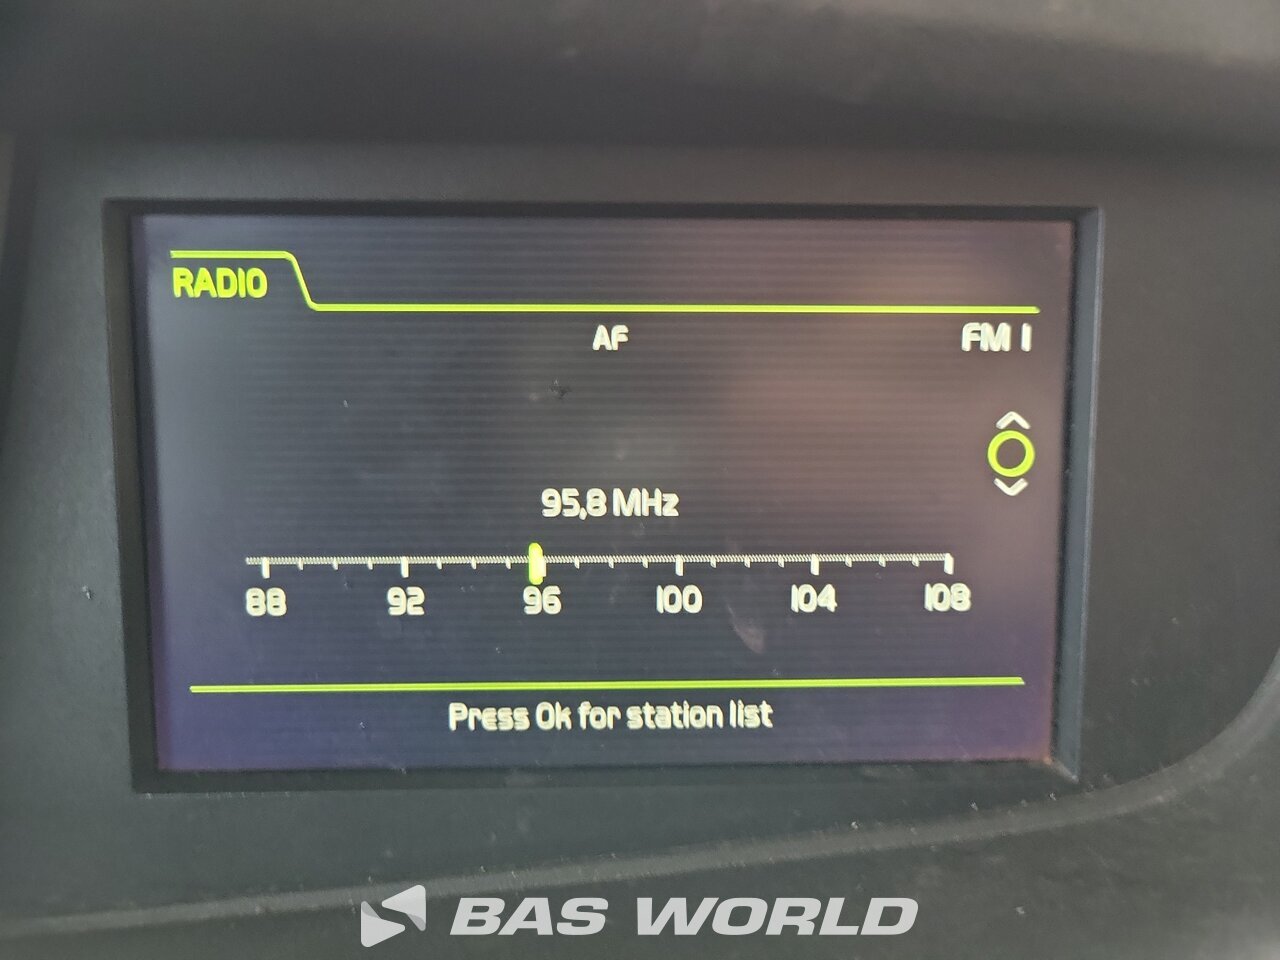 RADIO
AF
FM 1
95,8 MHz
88 92 96 100 104 108
Press Ok for station list
BAS WORLD